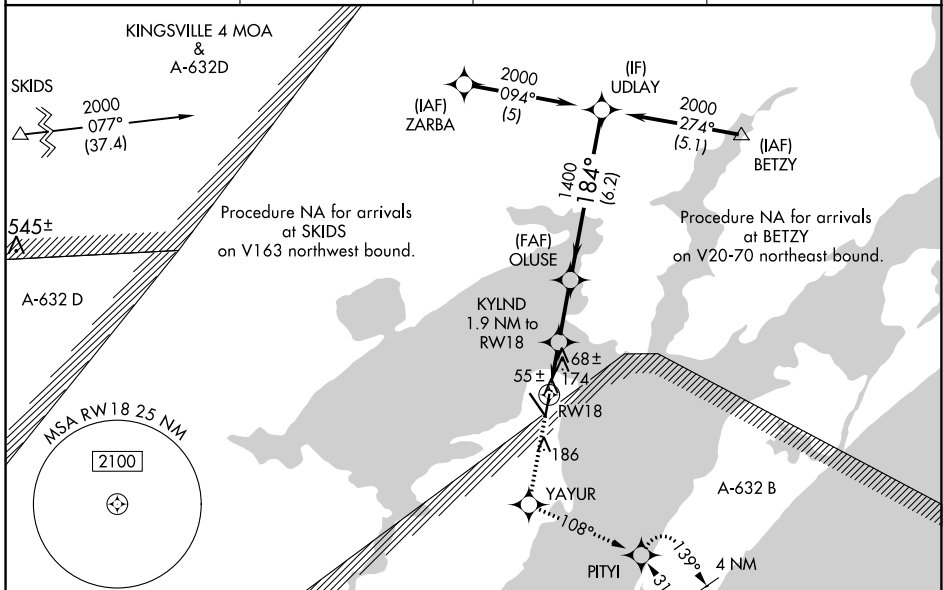 KINGSVILLE 4 MOA
&
A-632D
SKIDS
2000
077°
(37.4)
(IAF)
ZARBA
2000
094°
(5)
(IF)
UDLAY
2000
274°
(5.1)
(IAF)
BETZY
1400
184°
(6.2)
545±
Procedure NA for arrivals
at SKIDS
on V163 northwest bound.
Procedure NA for arrivals
at BETZY
on V20-70 northeast bound.
(FAF)
OLUSE
A-632 D
KYLND
1.9 NM to
RW18
68±
55±
174
RW18
MSA RW18 25 NM
2100
186
YAYUR
A-632 B
108°
PITYI
139°
4 NM